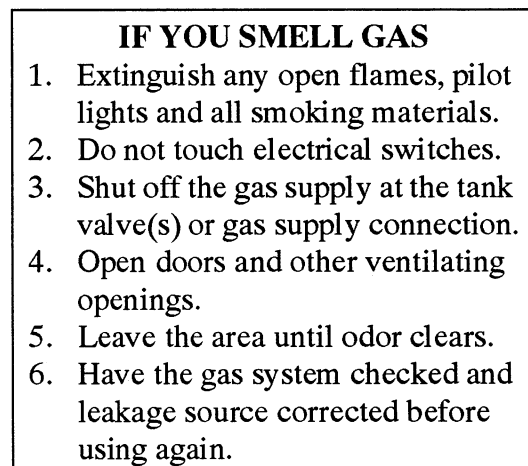 IF YOU SMELL GAS
1. Extinguish any open flames, pilot
lights and all smoking materials.
2. Do not touch electrical switches.
3. Shut off the gas supply at the tank
valve(s) or gas supply connection.
4. Open doors and other ventilating
openings.
5. Leave the area until odor clears.
6. Have the gas system checked and
leakage source corrected before
using again.